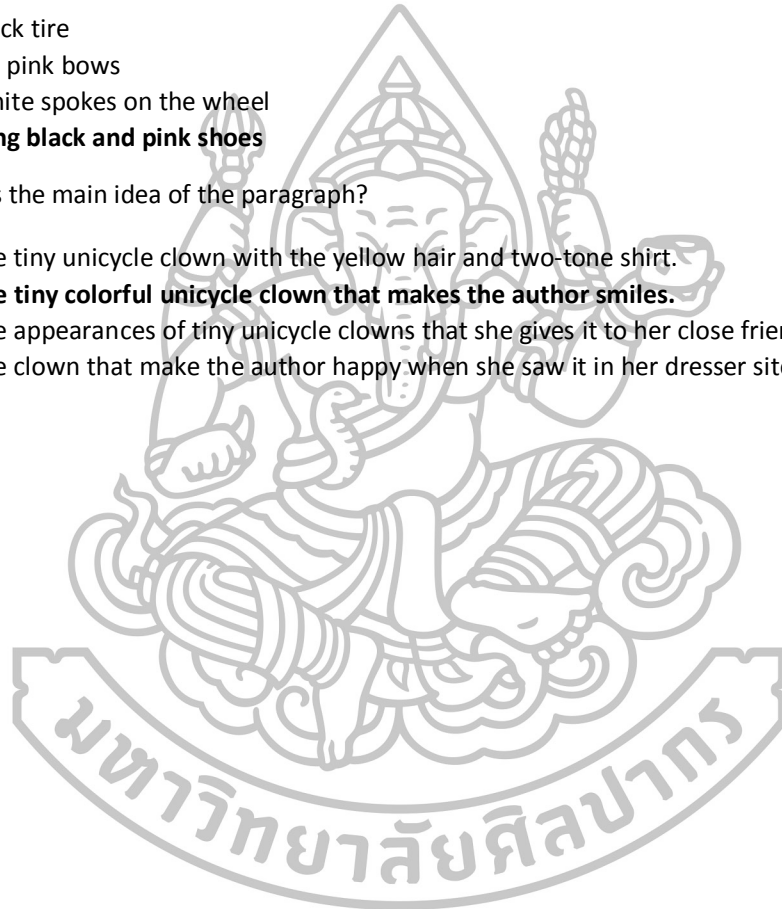 ck tire
pink bows
ite spokes on the wheel
ng black and pink shoes
s the main idea of the paragraph?
e tiny unicycle clown with the yellow hair and two-tone shirt.
e tiny colorful unicycle clown that makes the author smiles.
e appearances of tiny unicycle clowns that she gives it to her close frie
e clown that make the author happy when she saw it in her dresser sit
มหาวิทยาลัยศิลปากร